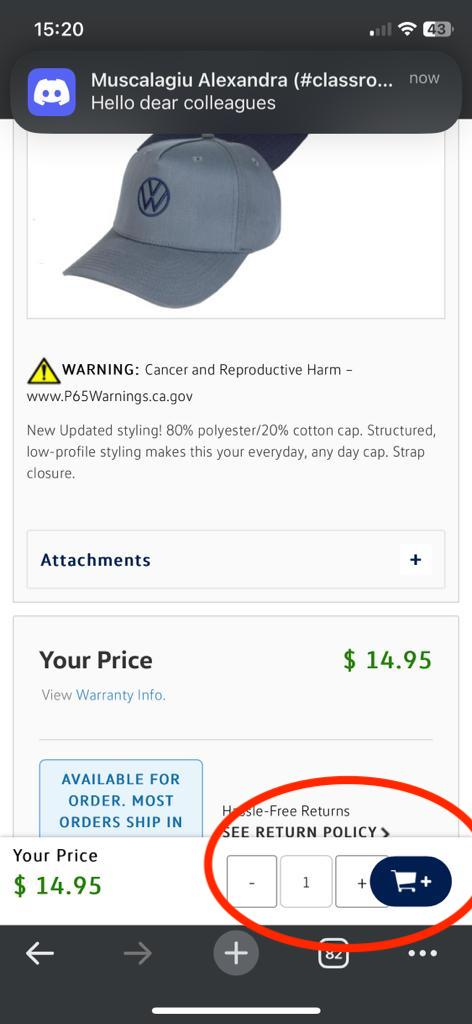 15:20
43
Muscalagiu Alexandra (#classro... now
Hello dear colleagues
WARNING: Cancer and Reproductive Harm –
www.P65Warnings.ca.gov
New Updated styling! 80% polyester/20% cotton cap. Structured,
low-profile styling makes this your everyday, any day cap. Strap
closure.
Attachments +
Your Price $ 14.95
View Warranty Info.
AVAILABLE FOR
ORDER. MOST
ORDERS SHIP IN
Hassle-Free Returns
SEE RETURN POLICY
Your Price
$ 14.95
- 1 + +
82